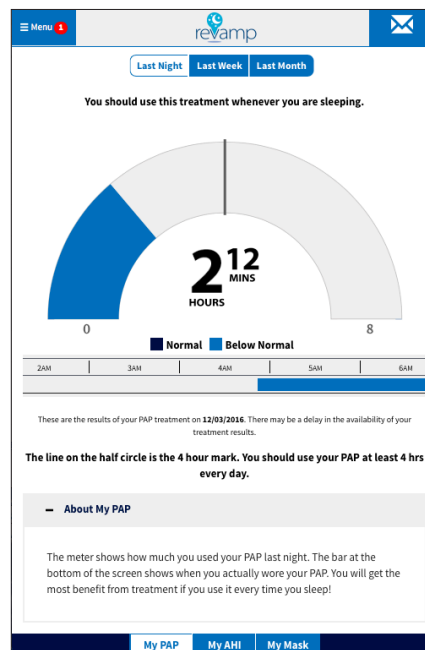 ☰ Menu 1
revamp
Last Night Last Week Last Month
You should use this treatment whenever you are sleeping.
2 12
MINS
HOURS
0 8
Normal Below Normal
2AM 3AM 4AM 5AM 6AM
These are the results of your PAP treatment on 12/03/2016. There may be a delay in the availability of your
treatment results.
The line on the half circle is the 4 hour mark. You should use your PAP at least 4 hrs
every day.
– About My PAP
The meter shows how much you used your PAP last night. The bar at the
bottom of the screen shows when you actually wore your PAP. You will get the
most benefit from treatment if you use it every time you sleep!
My PAP My AHI My Mask